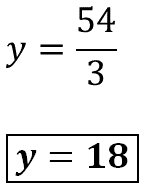 y = 54/3
y = 18